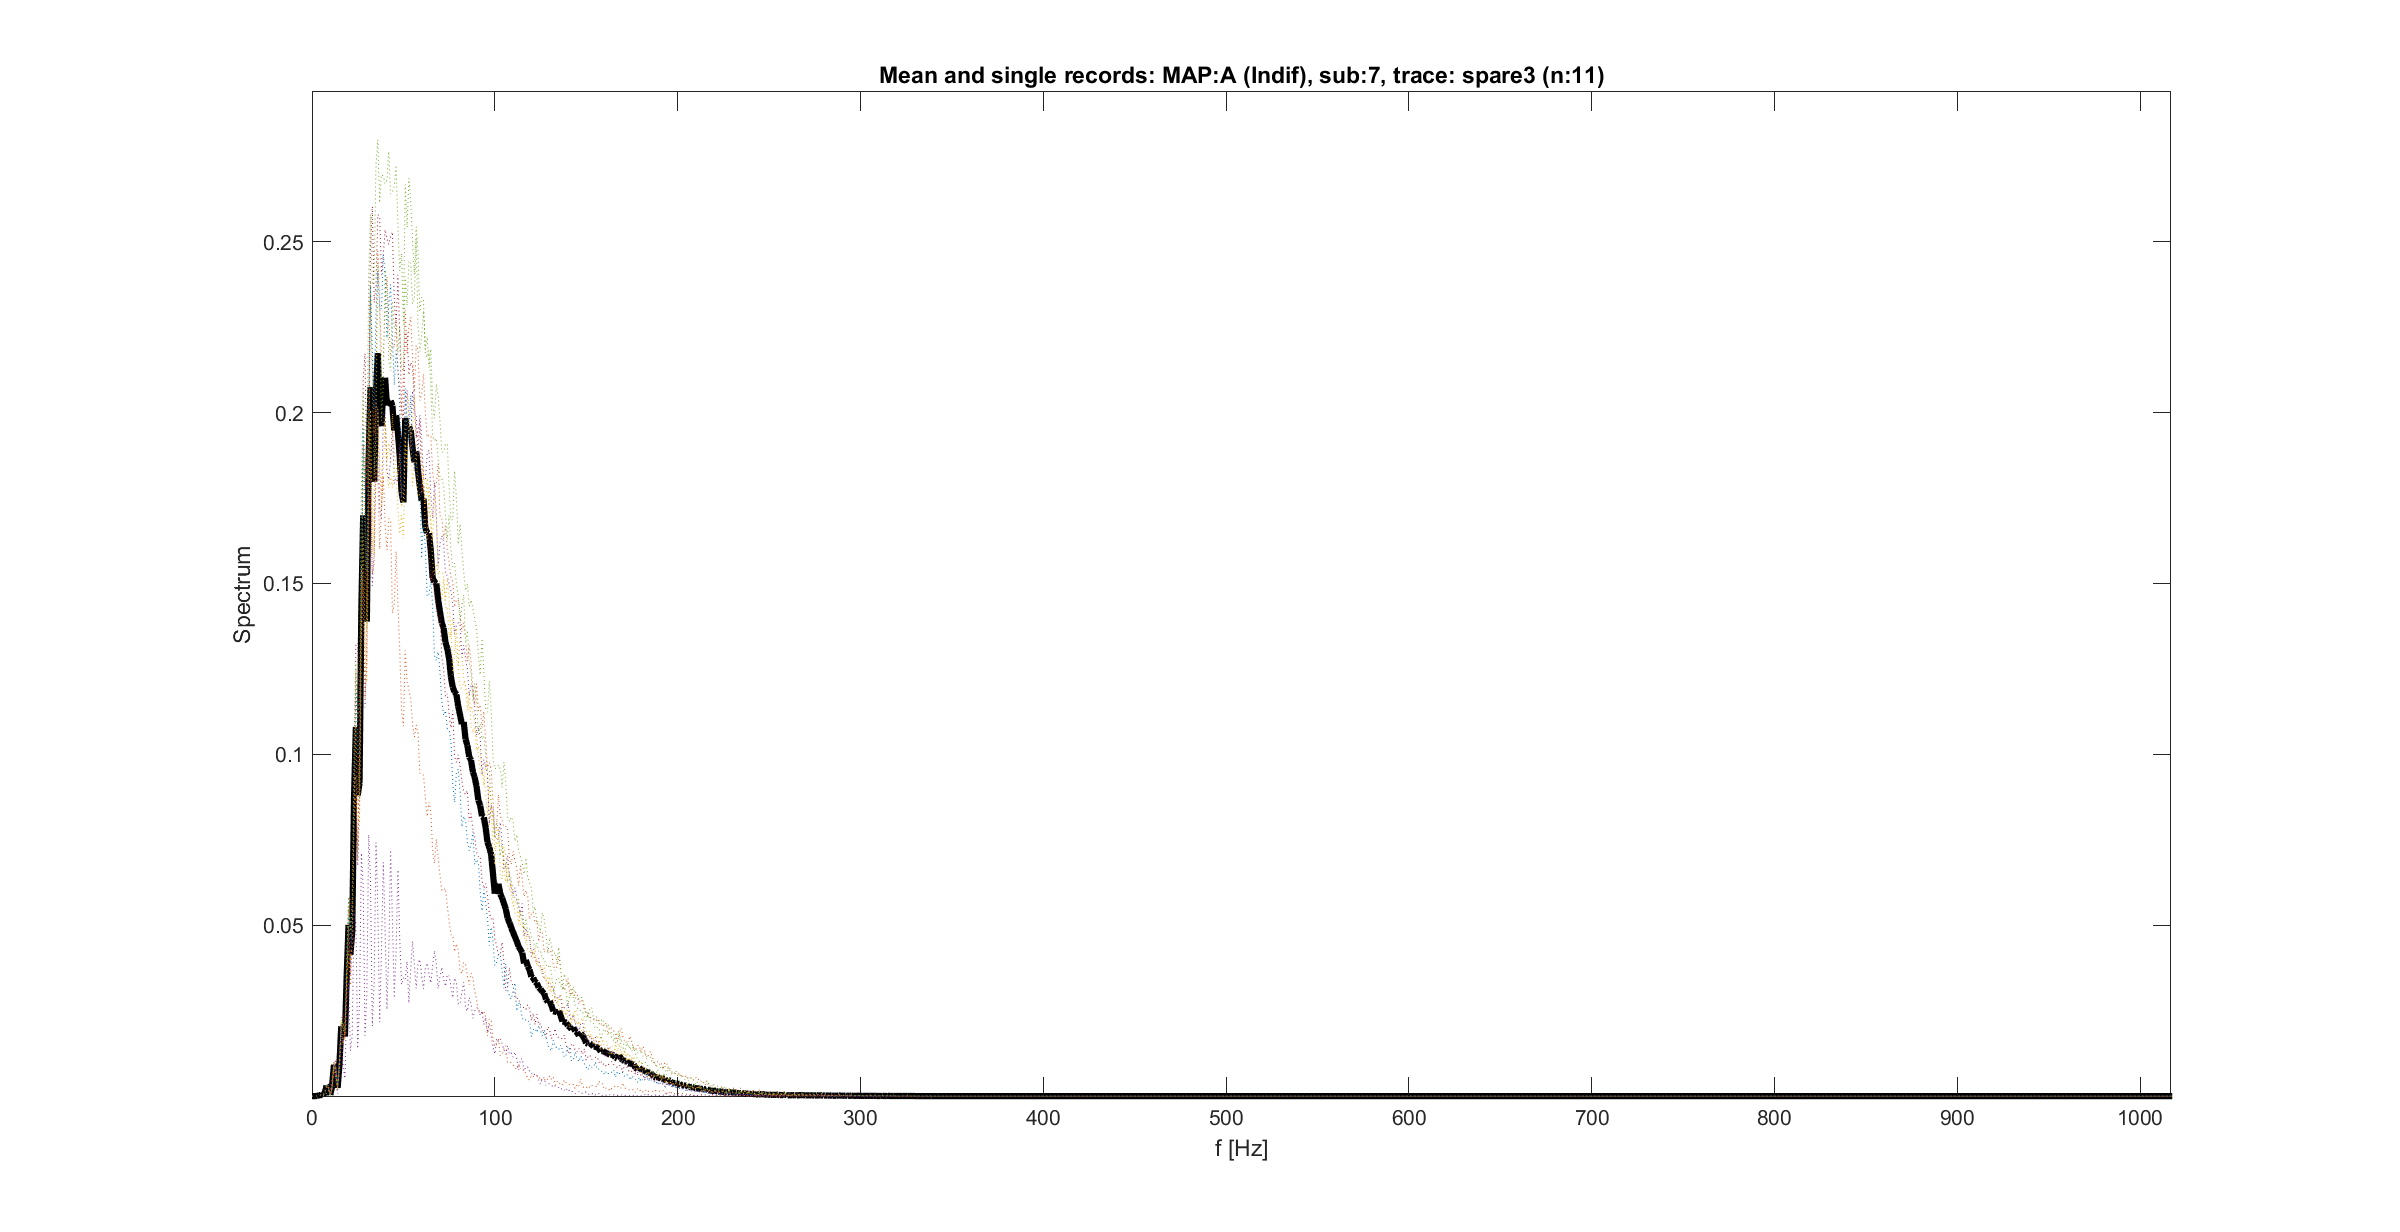 Mean and single records: MAP:A (Indif), sub:7, trace: spare3 (n:11)
0.25
0.2
0.15
0.1
0.05
Spectrum
0 100 200 300 400 500 600 700 800 900 1000
f [Hz]